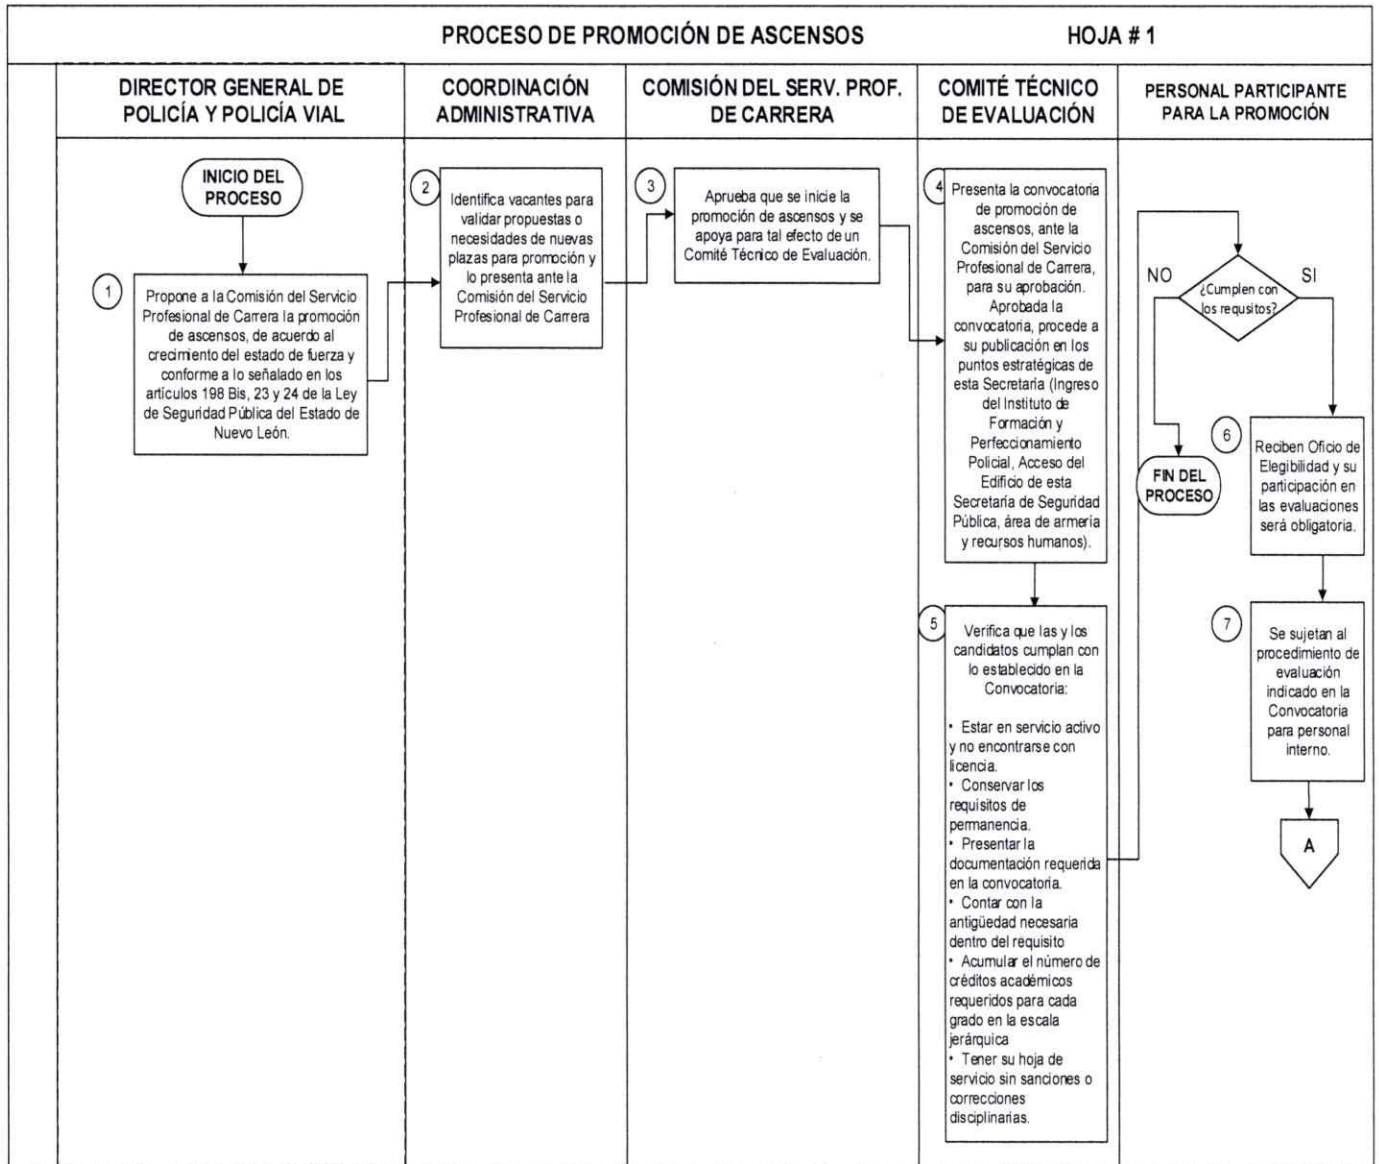 PROCESO DE PROMOCIÓN DE ASCENSOS
HOJA # 1
DIRECTOR GENERAL DE
POLICÍA Y POLICÍA VIAL
COORDINACIÓN
ADMINISTRATIVA
COMISIÓN DEL SERV. PROF.
DE CARRERA
COMITÉ TÉCNICO
DE EVALUACIÓN
PERSONAL PARTICIPANTE
PARA LA PROMOCIÓN
INICIO DEL
PROCESO
1
Propone a la Comisión del Servicio
Profesional de Carrera la promoción
de ascensos, de acuerdo al
crecimiento del estado de fuerza y
conforme a lo señalado en los
artículos 198 Bis, 23 y 24 de la Ley
de Seguridad Pública del Estado de
Nuevo León.
2
Identifica vacantes para
validar propuestas o
necesidades de nuevas
plazas para promoción y
lo presenta ante la
Comisión del Servicio
Profesional de Carrera
3
Aprueba que se inicie la
promoción de ascensos y se
apoya para tal efecto de un
Comité Técnico de Evaluación.
4
Presenta la convocatoria
de promoción de
ascensos, ante la
Comisión del Servicio
Profesional de Carrera,
para su aprobación.
Aprobada la
convocatoria, procede a
su publicación en los
puntos estratégicas de
esta Secretaría (Ingreso
del Instituto de
Formación y
Perfeccionamiento
Policial, Acceso del
Edificio de esta
Secretaría de Seguridad
Pública, área de armería
y recursos humanos).
5
Verifica que las y los
candidatos cumplan con
lo establecido en la
Convocatoria:
• Estar en servicio activo
y no encontrarse con
licencia.
• Conservar los
requisitos de
permanencia.
• Presentar la
documentación requerida
en la convocatoria.
• Contar con la
antigüedad necesaria
dentro del requisito
• Acumular el número de
créditos académicos
requeridos para cada
grado en la escala
jerárquica
• Tener su hoja de
servicio sin sanciones o
correcciones
disciplinarias.
NO
SI
¿Cumplen con
los requsitos?
FIN DEL
PROCESO
6
Reciben Oficio de
Elegibilidad y su
participación en
las evaluaciones
será obligatoria.
7
Se sujetan al
procedimiento de
evaluación
indicado en la
Convocatoria
para personal
interno.
A